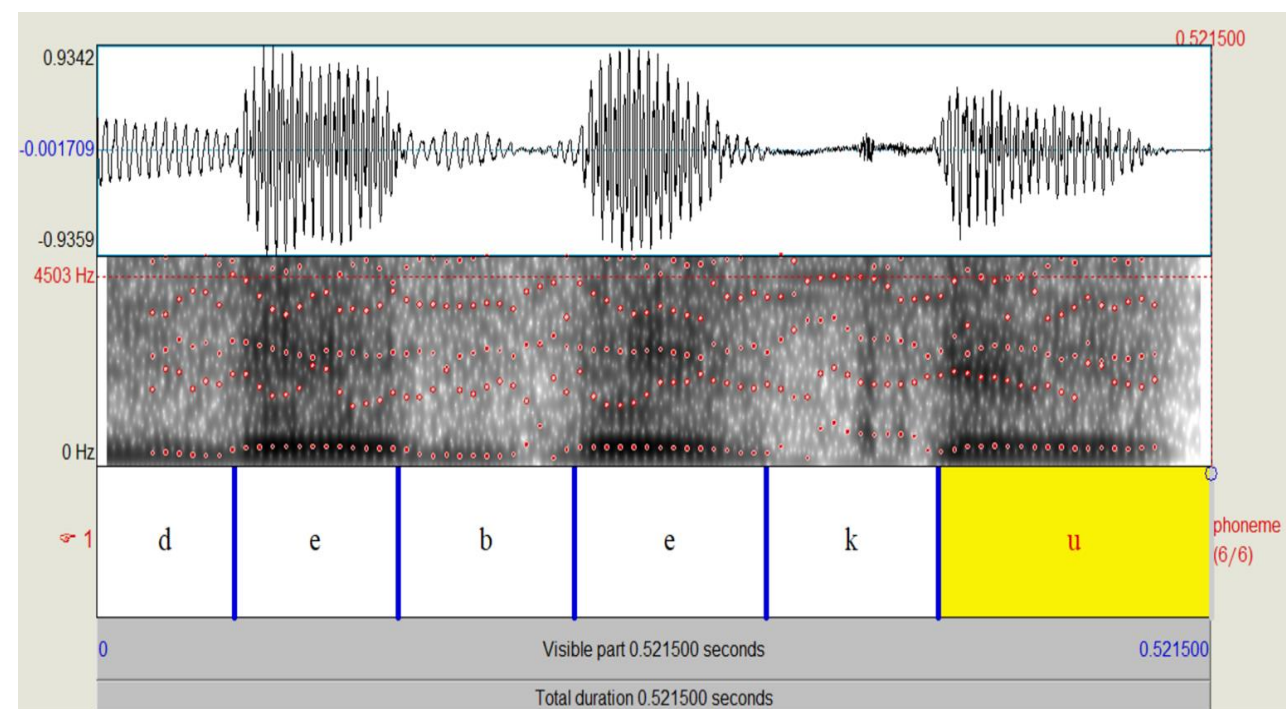 0.521500
0.9342
-0.001709
-0.9359
4503 Hz
0 Hz
☞ 1
d e b e k u
phoneme
(6/6)
0 Visible part 0.521500 seconds 0.521500
Total duration 0.521500 seconds